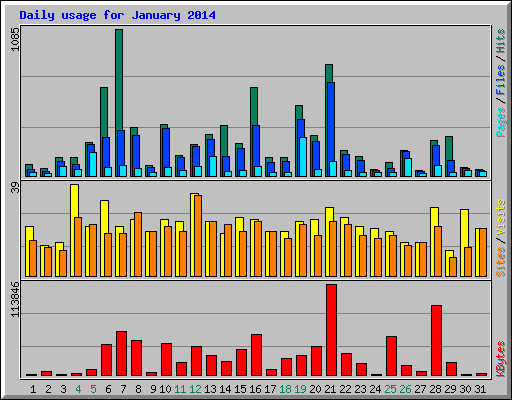 Daily usage for January 2014
1085
Pages / Files / Hits
39
Sites / Visits
113846
KBytes
1 2 3 4 5 6 7 8 9 10 11 12 13 14 15 16 17 18 19 20 21 22 23 24 25 26 27 28 29 30 31